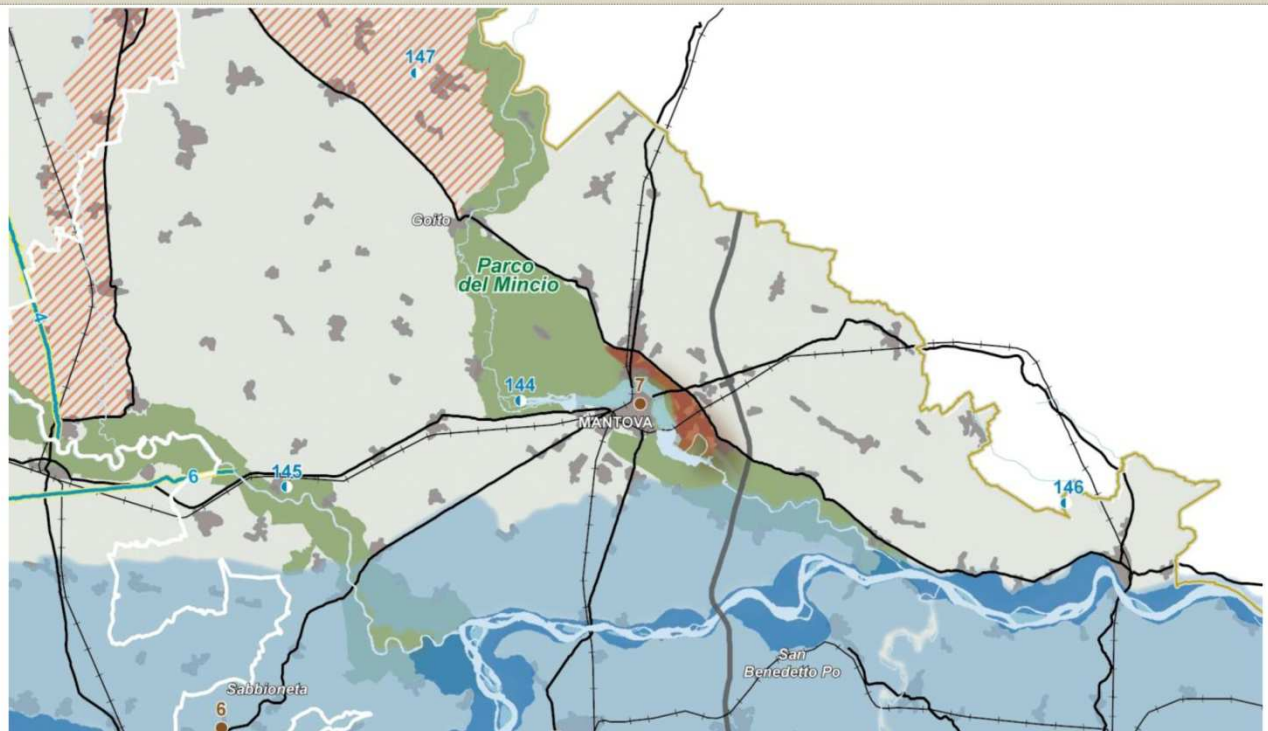 147
Goito
Parco
del Mincio
4
144
7
MANTOVA
145
6
146
San
Benedetto Po
Sabbioneta
6